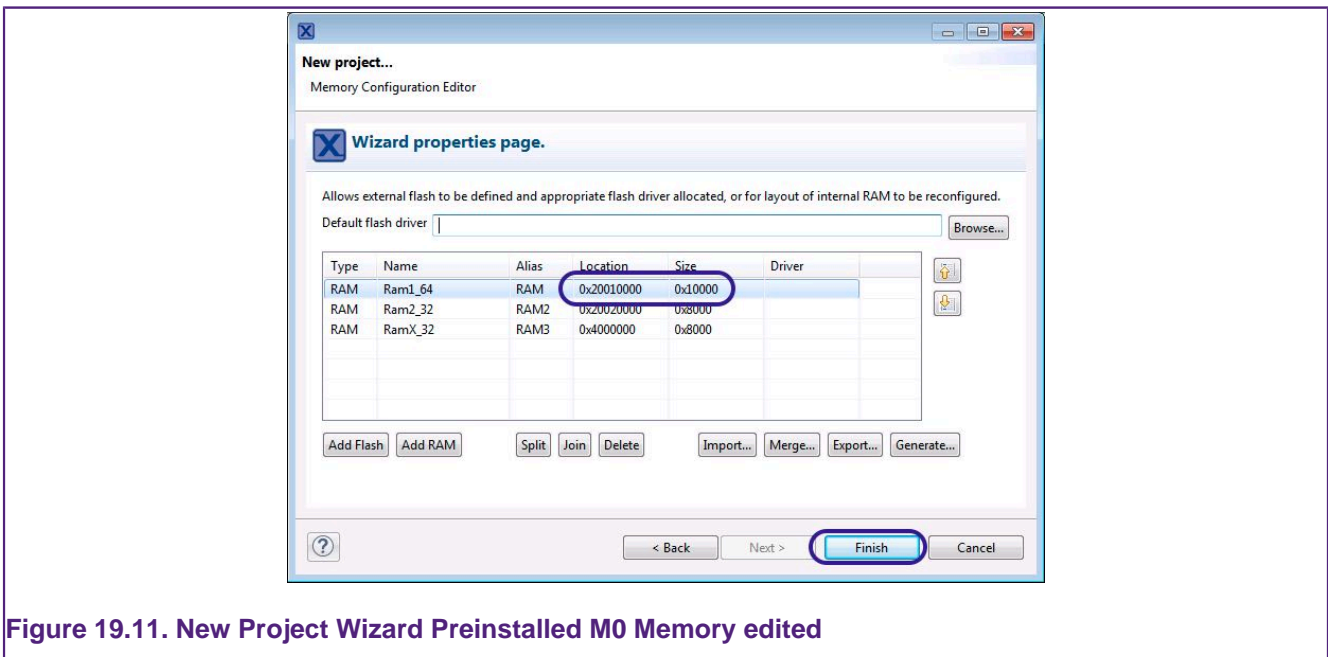 New project...
Memory Configuration Editor
Wizard properties page.
Allows external flash to be defined and appropriate flash driver allocated, or for layout of internal RAM to be reconfigured.
Default flash driver Browse...
Type Name Alias Location Size Driver
RAM Ram1_64 RAM 0x20010000 0x10000
RAM Ram2_32 RAM2 0x20020000 0x8000
RAM RamX_32 RAM3 0x4000000 0x8000
Add Flash Add RAM Split Join Delete Import... Merge... Export... Generate...
? < Back Next > Finish Cancel
Figure 19.11. New Project Wizard Preinstalled M0 Memory edited